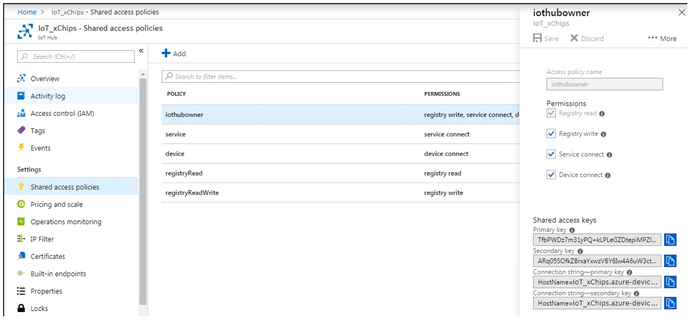 Home > IoT_xChips - Shared access policies
IoT_xChips - Shared access policies
IoT Hub
Search (Ctrl+/)
«
Overview
Activity log
Access control (IAM)
Tags
Events
Settings
Shared access policies
Pricing and scale
Operations monitoring
IP Filter
Certificates
Built-in endpoints
Properties
Locks
Add
Search to filter items...
POLICY PERMISSIONS
iothubowner registry write, service connect, d
service service connect
device device connect
registryRead registry read
registryReadWrite registry write
iothubowner
IoT_xChips
Save Discard ··· More
Access policy name
iothubowner
Permissions
Registry read
Registry write
Service connect
Device connect
Shared access keys
Primary key
Secondary key
Connection string—primary key
HostName=IoT_xChips.azure-devic...
Connection string—secondary key
HostName=IoT_xChips.azure-devic...